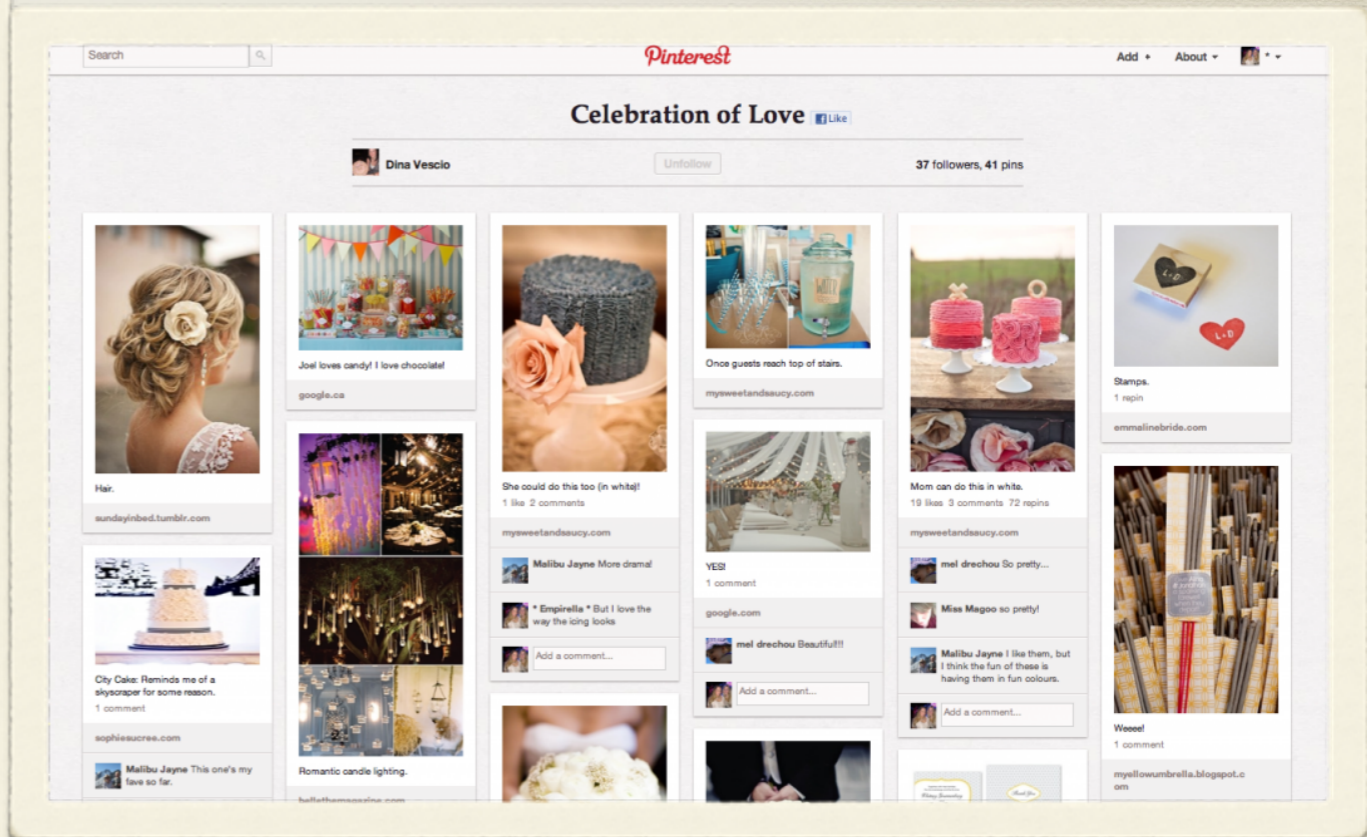 Search
Pinterest
Add +
About
*
Celebration of Love
Like
Dina Vescio
Unfollow
37 followers, 41 pins
Hair.
sundayinbed.tumblr.com
City Cake: Reminds me of a
skyscraper for some reason.
1 comment
sophiesucree.com
Malibu Jayne This one's my
fave so far.
Joel loves candy! I love chocolate!
google.ca
Romantic candle lighting.
bellathemagazine.com
She could do this too (in white)!
1 like 2 comments
mysweetandsaucy.com
Malibu Jayne More drama!
* Empirella * But I love the
way the icing looks
Add a comment...
WATER
Once guests reach top of stairs.
mysweetandsaucy.com
YES!
1 comment
google.com
mel drechou Beautiful!!!
Add a comment...
Mom can do this in white.
19 likes 3 comments 72 repins
mysweetandsaucy.com
mel drechou So pretty...
Miss Magoo so pretty!
Malibu Jayne I like them, but
I think the fun of these is
having them in fun colours.
Add a comment...
Thank You
L+D
L+D
Stamps.
1 repin
emmalinebride.com
Weeee!
1 comment
myellowumbrella.blogspot.c
om